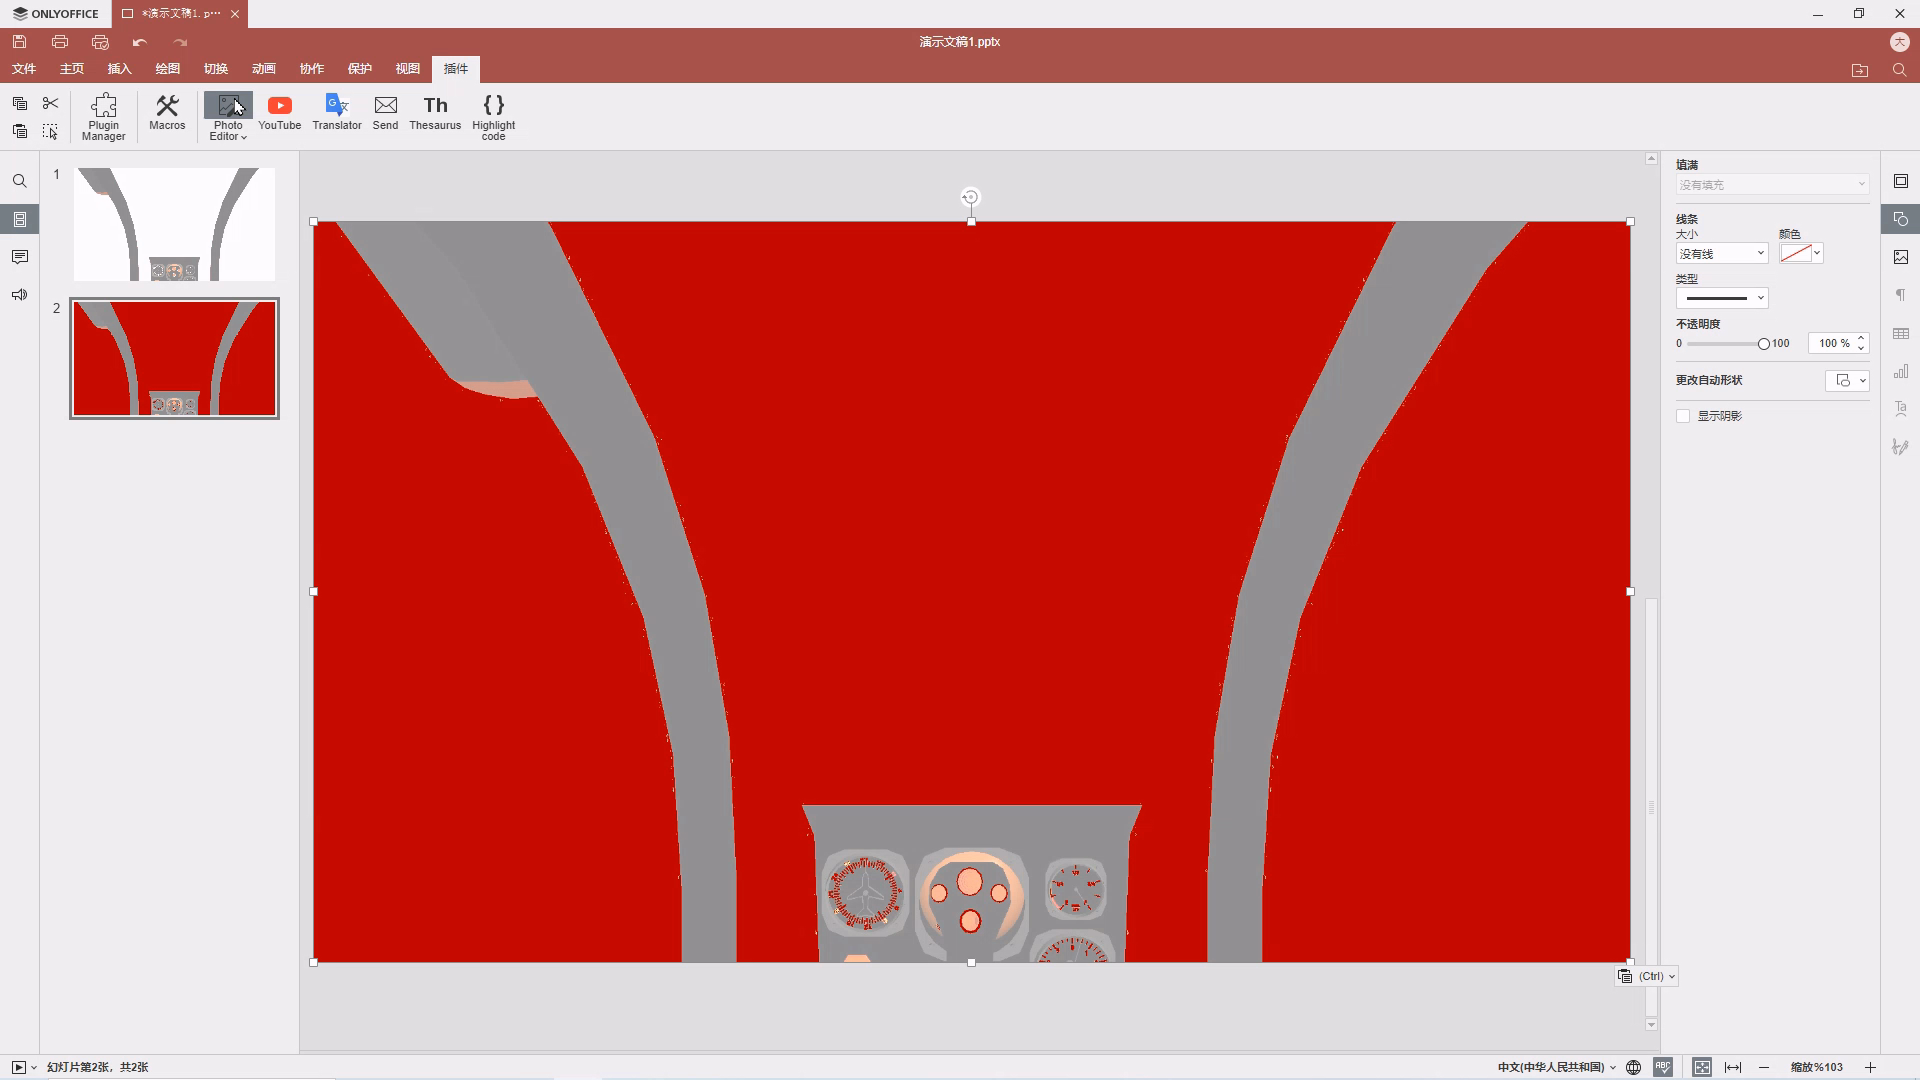 ONLYOFFICE
*演示文稿1. p···
演示文稿1.pptx
大
文件 主页 插入 绘图 切换 动画 协作 保护 视图 插件
Plugin Manager
Macros
Photo Editor
YouTube
Translator
Send
Th
Thesaurus
Highlight code
1
2
填满
没有填充
线条
大小
颜色
没有线
类型
不透明度
0
100
100 %
更改自动形状
显示阴影
(Ctrl)
幻灯片第2张，共2张
中文(中华人民共和国)
ABC
缩放%103